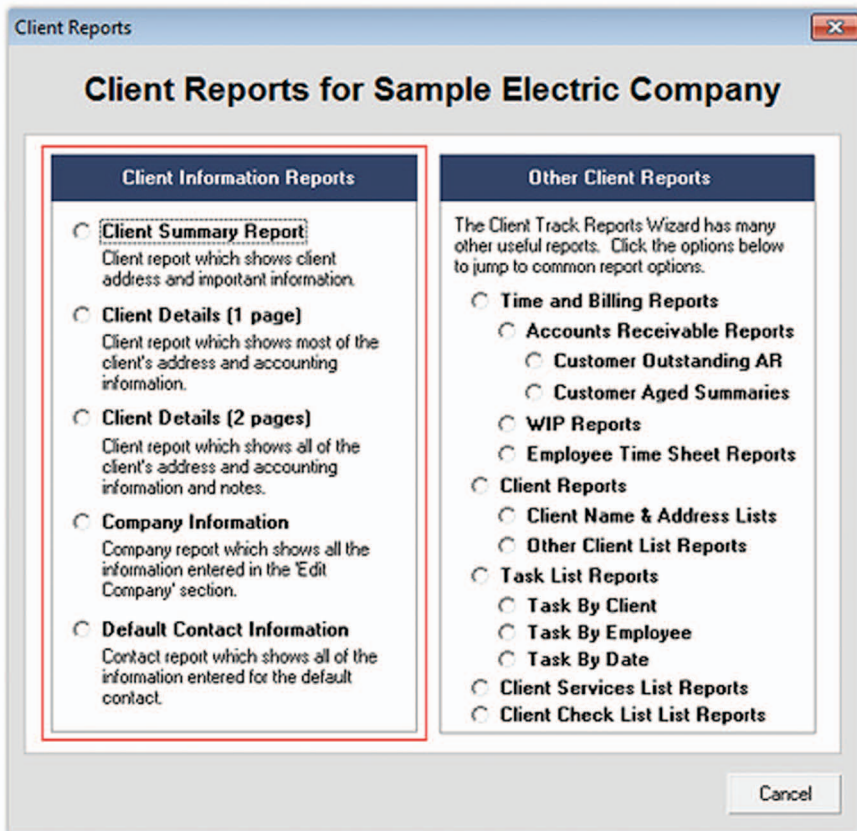 Client Reports
Client Reports for Sample Electric Company
Client Information Reports
Client Summary Report
Client report which shows client
address and important information.
Client Details (1 page)
Client report which shows most of the
client's address and accounting
information.
Client Details (2 pages)
Client report which shows all of the
client's address and accounting
information and notes.
Company Information
Company report which shows all the
information entered in the 'Edit
Company' section.
Default Contact Information
Contact report which shows all of the
information entered for the default
contact.
Other Client Reports
The Client Track Reports Wizard has many
other useful reports. Click the options below
to jump to common report options.
Time and Billing Reports
Accounts Receivable Reports
Customer Outstanding AR
Customer Aged Summaries
WIP Reports
Employee Time Sheet Reports
Client Reports
Client Name & Address Lists
Other Client List Reports
Task List Reports
Task By Client
Task By Employee
Task By Date
Client Services List Reports
Client Check List List Reports
Cancel